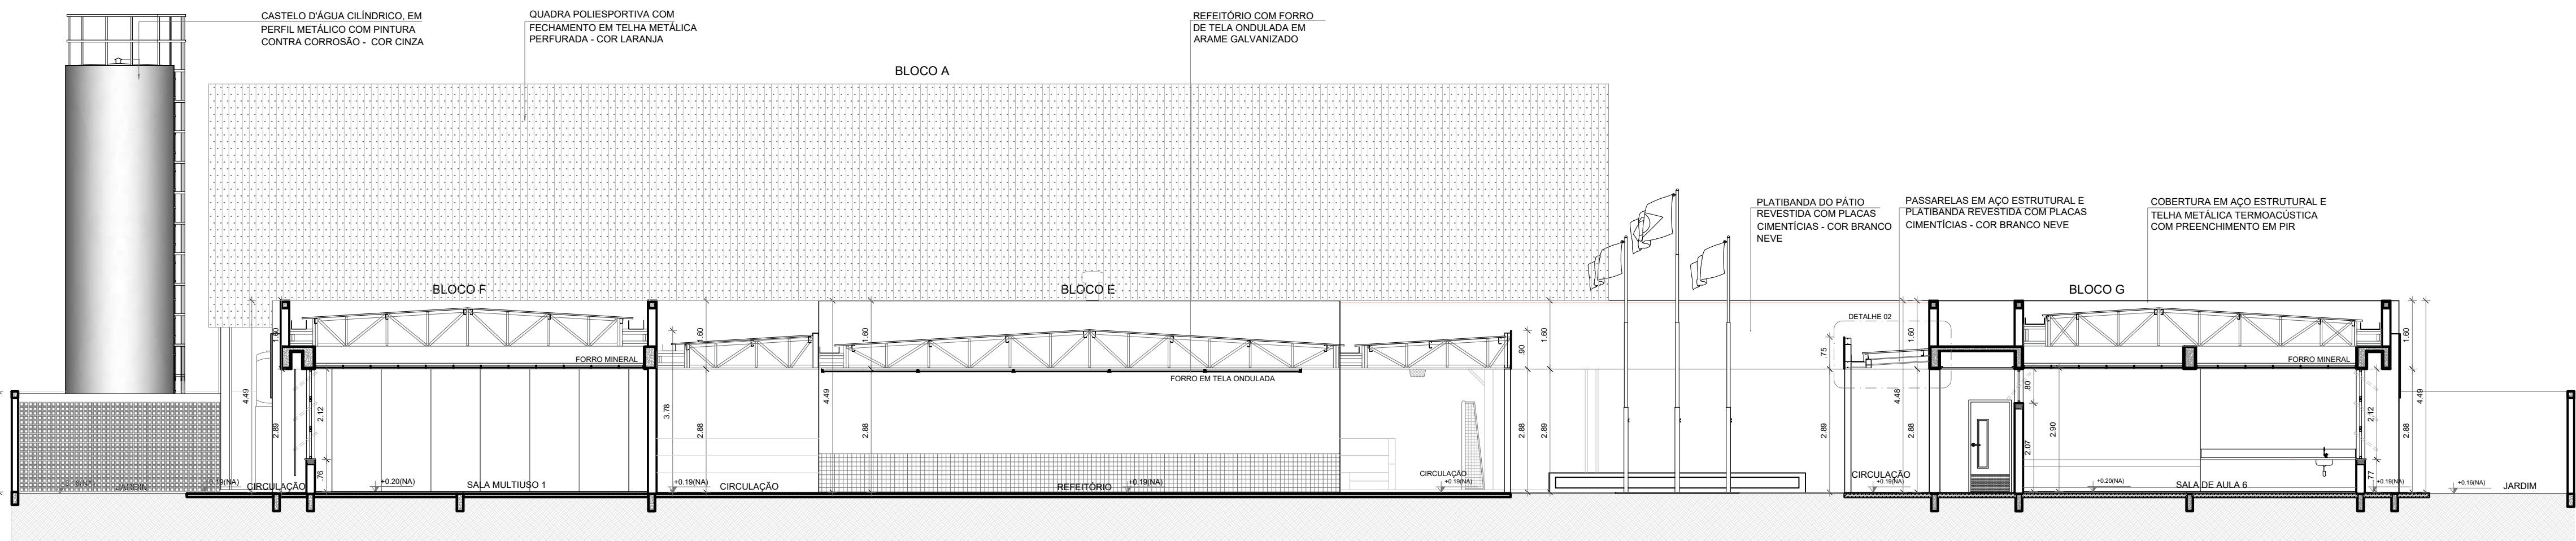 CASTELO D'ÁGUA CILÍNDRICO, EM
PERFIL METÁLICO COM PINTURA
CONTRA CORROSÃO - COR CINZA
QUADRA POLIESPORTIVA COM
FECHAMENTO EM TELHA METÁLICA
PERFURADA - COR LARANJA
REFEITÓRIO COM FORRO
DE TELA ONDULADA EM
ARAME GALVANIZADO
BLOCO A
PLATIBANDA DO PÁTIO
REVESTIDA COM PLACAS
CIMENTÍCIAS - COR BRANCO
NEVE
PASSARELAS EM AÇO ESTRUTURAL E
PLATIBANDA REVESTIDA COM PLACAS
CIMENTÍCIAS - COR BRANCO NEVE
COBERTURA EM AÇO ESTRUTURAL E
TELHA METÁLICA TERMOACÚSTICA
COM PREENCHIMENTO EM PIR
BLOCO F
BLOCO E
BLOCO G
DETALHE 02
1.60
1.60
1.60
.90
1.60
.75
1.60
1.60
FORRO MINERAL
FORRO EM TELA ONDULADA
FORRO MINERAL
4.49
2.89
2.12
.76
3.78
2.88
4.49
2.88
2.88
2.89
2.89
4.48
2.88
.80
2.07
2.90
2.12
.77
2.88
4.49
JARDIM
+0.19(NA)
CIRCULAÇÃO
+0.20(NA)
SALA MULTIUSO 1
+0.19(NA)
CIRCULAÇÃO
REFEITÓRIO
+0.19(NA)
CIRCULAÇÃO
+0.19(NA)
CIRCULAÇÃO
+0.19(NA)
+0.20(NA)
SALA DE AULA 6
+0.19(NA)
+0.16(NA)
JARDIM